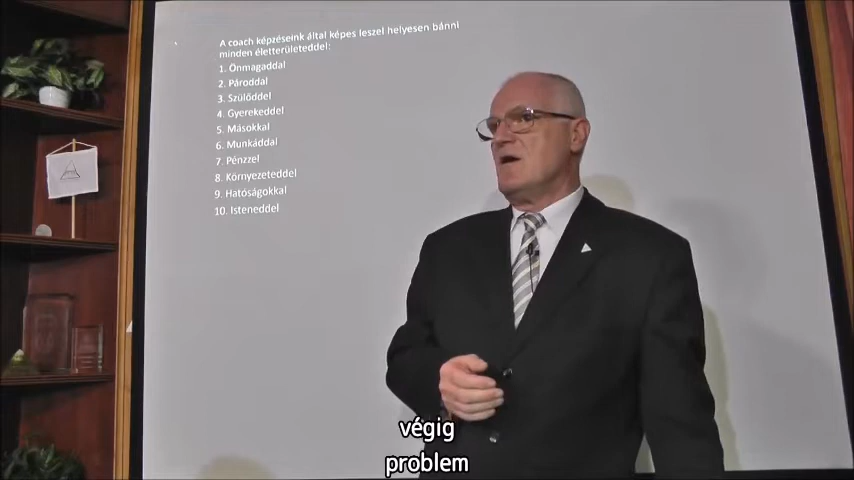 A coach képzéseink által képes leszel helyesen bánni
minden életterületeddel:
1. Önmagaddal
2. Pároddal
3. Szülőddel
4. Gyerekeddel
5. Másokkal
6. Munkáddal
7. Pénzzel
8. Környezeteddel
9. Hatóságokkal
10. Isteneddel
végig
problem